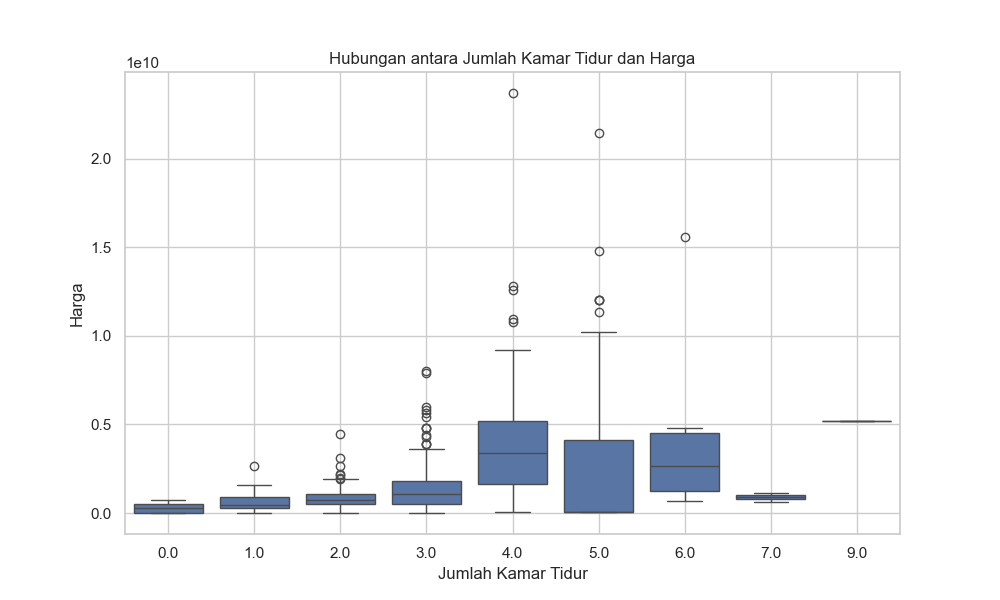 Hubungan antara Jumlah Kamar Tidur dan Harga
1e10
2.0
1.5
1.0
0.5
0.0
Harga
0.0 1.0 2.0 3.0 4.0 5.0 6.0 7.0 9.0
Jumlah Kamar Tidur